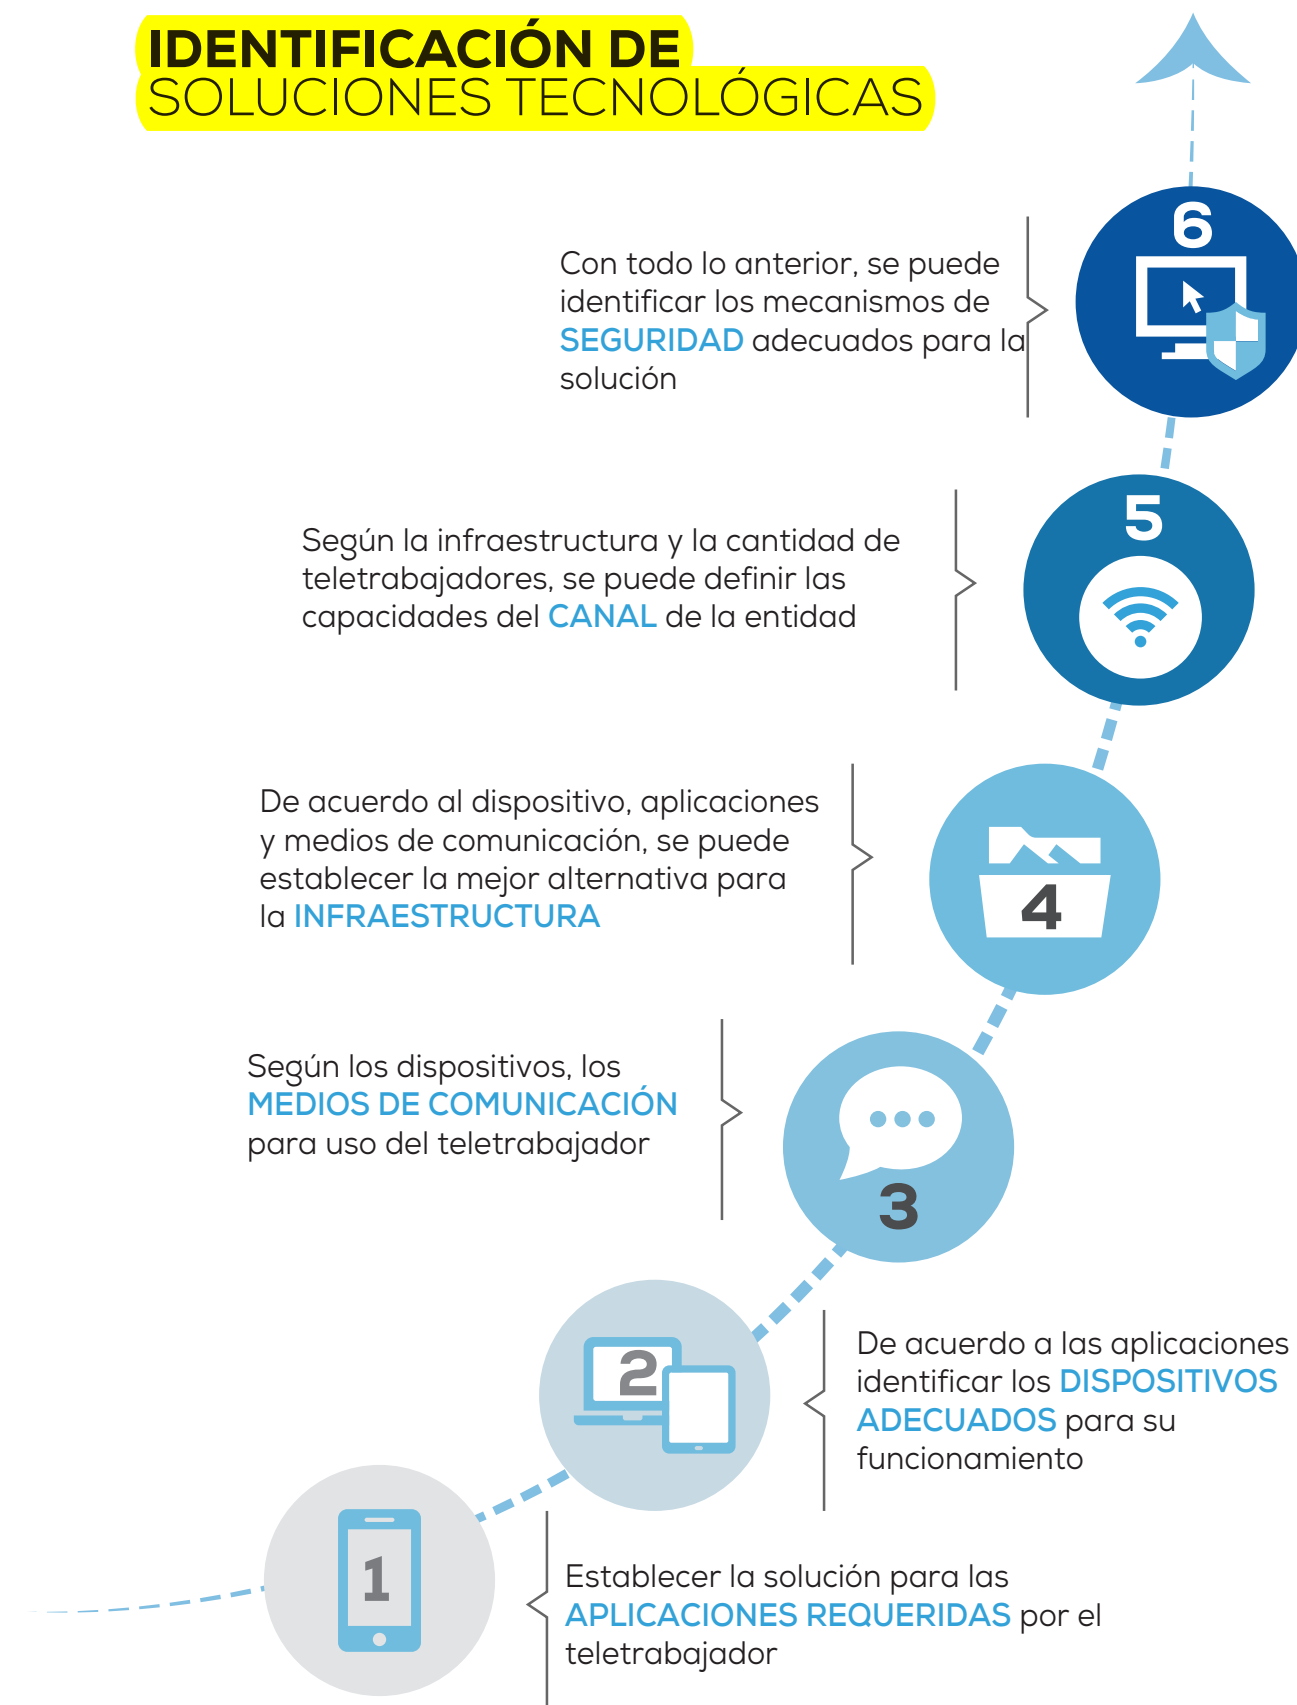 IDENTIFICACIÓN DE
SOLUCIONES TECNOLÓGICAS
6
Con todo lo anterior, se puede
identificar los mecanismos de
SEGURIDAD adecuados para la
solución
5
Según la infraestructura y la cantidad de
teletrabajadores, se puede definir las
capacidades del CANAL de la entidad
De acuerdo al dispositivo, aplicaciones
y medios de comunicación, se puede
establecer la mejor alternativa para
la INFRAESTRUCTURA
4
Según los dispositivos, los
MEDIOS DE COMUNICACIÓN
para uso del teletrabajador
3
2
De acuerdo a las aplicaciones
identificar los DISPOSITIVOS
ADECUADOS para su
funcionamiento
1
Establecer la solución para las
APLICACIONES REQUERIDAS por el
teletrabajador